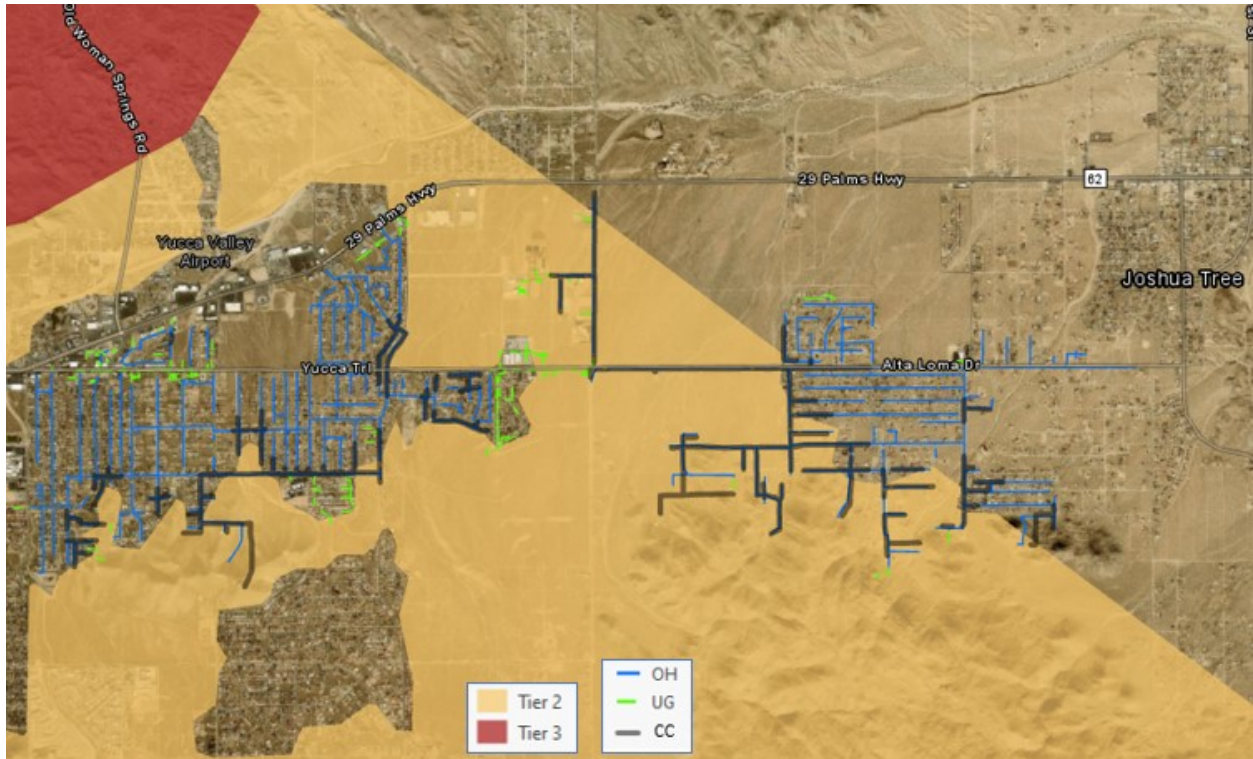 Old Woman Springs Rd
29 Palms Hwy
62
29 Palms Hwy
Yucca Valley
Airport
Joshua Tree
Yucca Trl
Alta Loma Dr
OH
UG
CC
Tier 2
Tier 3